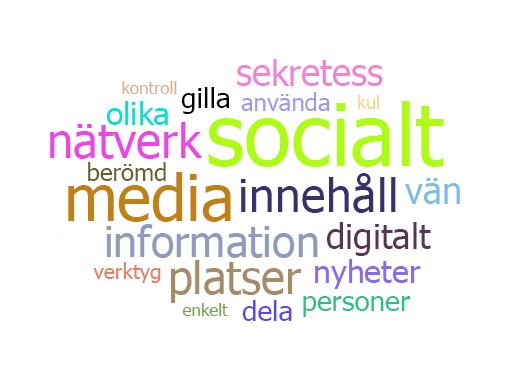 sekretess
kontroll
gilla
använda
kul
olika
socialt
nätverk
berömd
media
innehåll
vän
information
digitalt
verktyg
platser
nyheter
enkelt
dela
personer